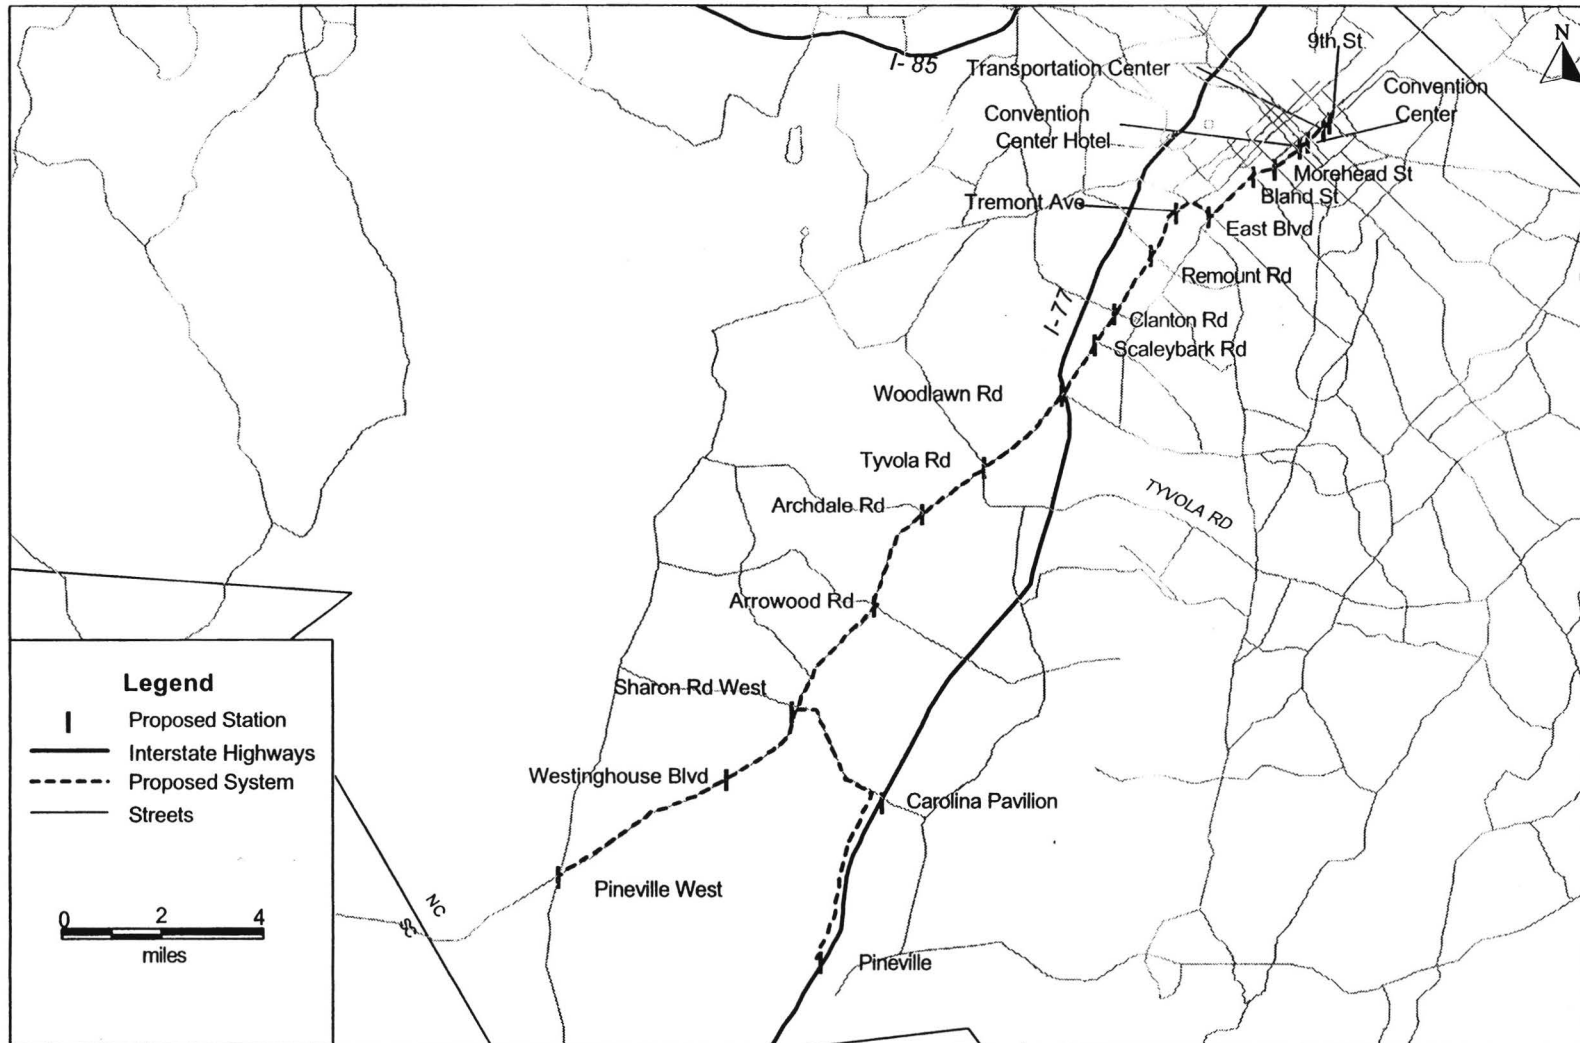 N
9th St
I-85
Transportation Center
Convention
Center
Convention
Center Hotel
Morehead St
Bland St
Tremont Ave
East Blvd
Remount Rd
I-77
Clanton Rd
Scaleybark Rd
Woodlawn Rd
Tyvola Rd
TYVOLA RD
Archdale Rd
Arrowood Rd
Sharon Rd West
Westinghouse Blvd
Carolina Pavilion
Pineville West
Pineville
NC
SC
Legend
Proposed Station
Interstate Highways
Proposed System
Streets
0 2 4
miles